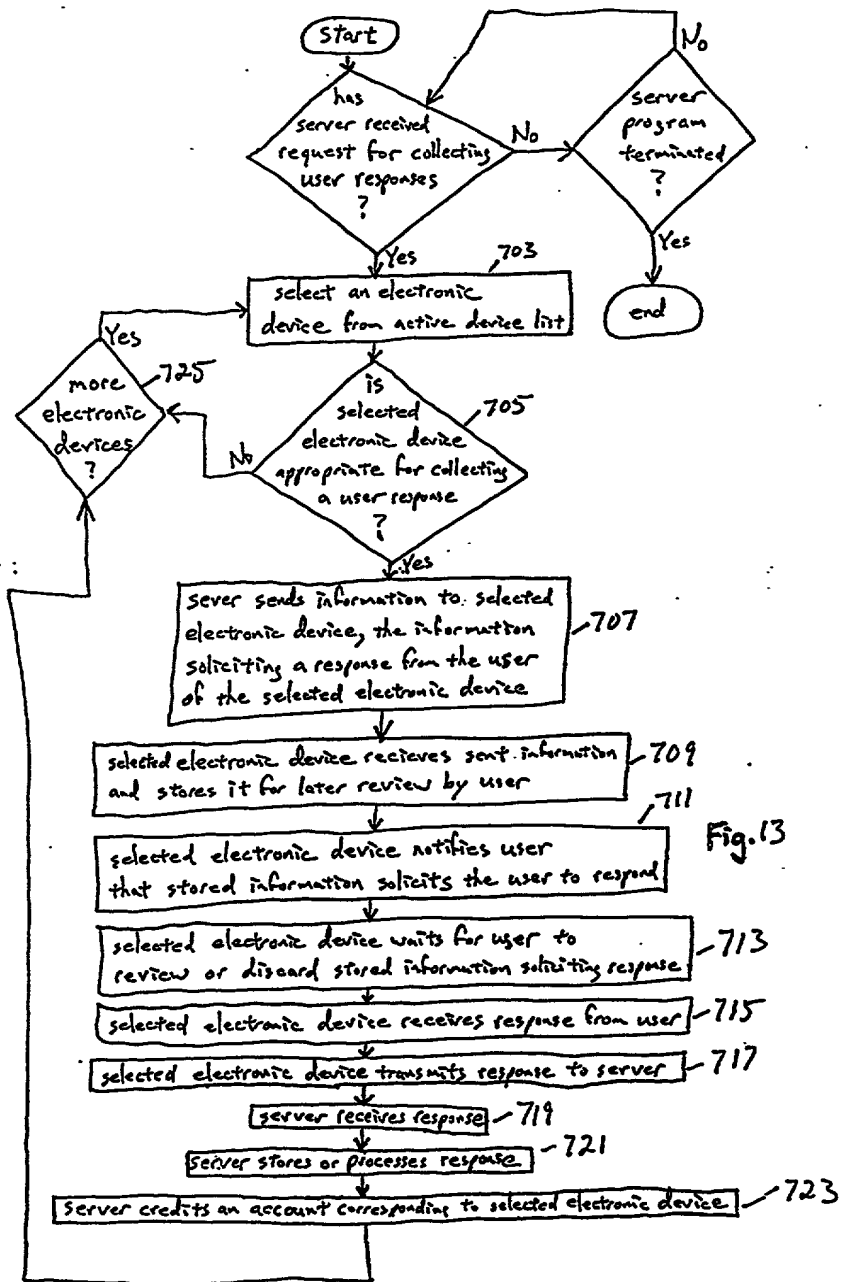 start
No
has
server received
request for collecting
user responses
?
No
server
program
terminated
?
Yes
Yes
703
select an electronic
device from active device list
end
Yes
725
more
electronic
devices
?
is
selected
electronic device
appropriate for collecting
a user response
?
705
No
Yes
sever sends information to selected
electronic device, the information
soliciting a response from the user
of the selected electronic device
707
selected electronic device recieves sent information
and stores it for later review by user
709
711
selected electronic device notifies user
that stored information solicits the user to respond
Fig.13
selected electronic device waits for user to
review or discard stored information soliciting response
713
selected electronic device receives response from user
715
selected electronic device transmits response to server
717
server receives response
719
server stores or processes response
721
server credits an account corresponding to selected electronic device
723